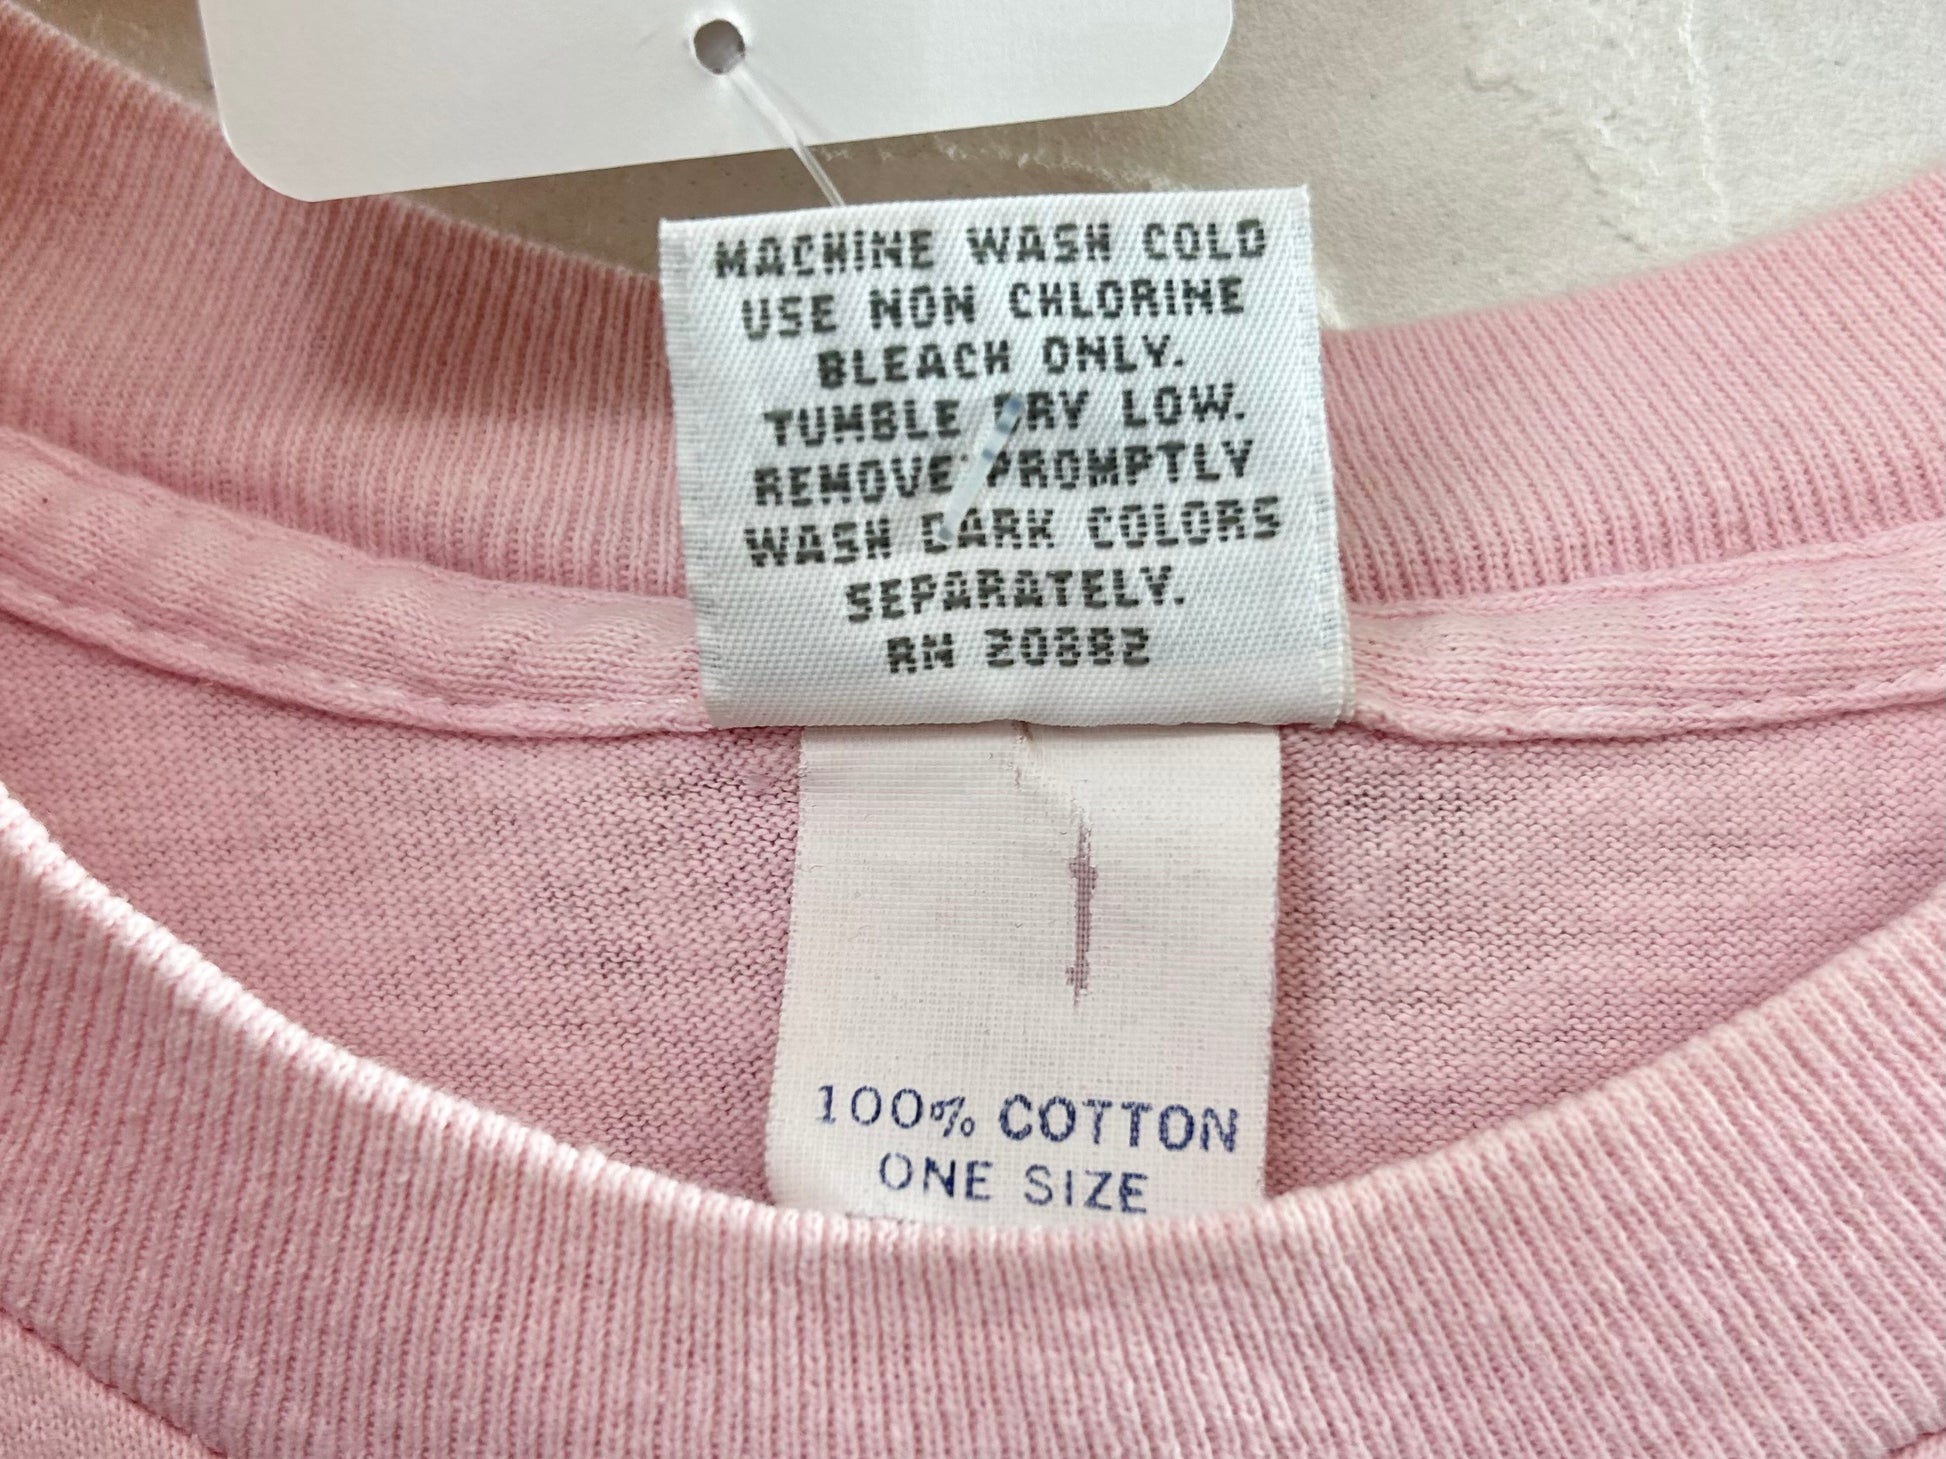 MACHINE WASH COLD
USE NON CHLORINE
BLEACH ONLY.
TUMBLE DRY LOW.
REMOVE PROMPTLY
WASH DARK COLORS
SEPARATELY.
RN 20882
100% COTTON
ONE SIZE